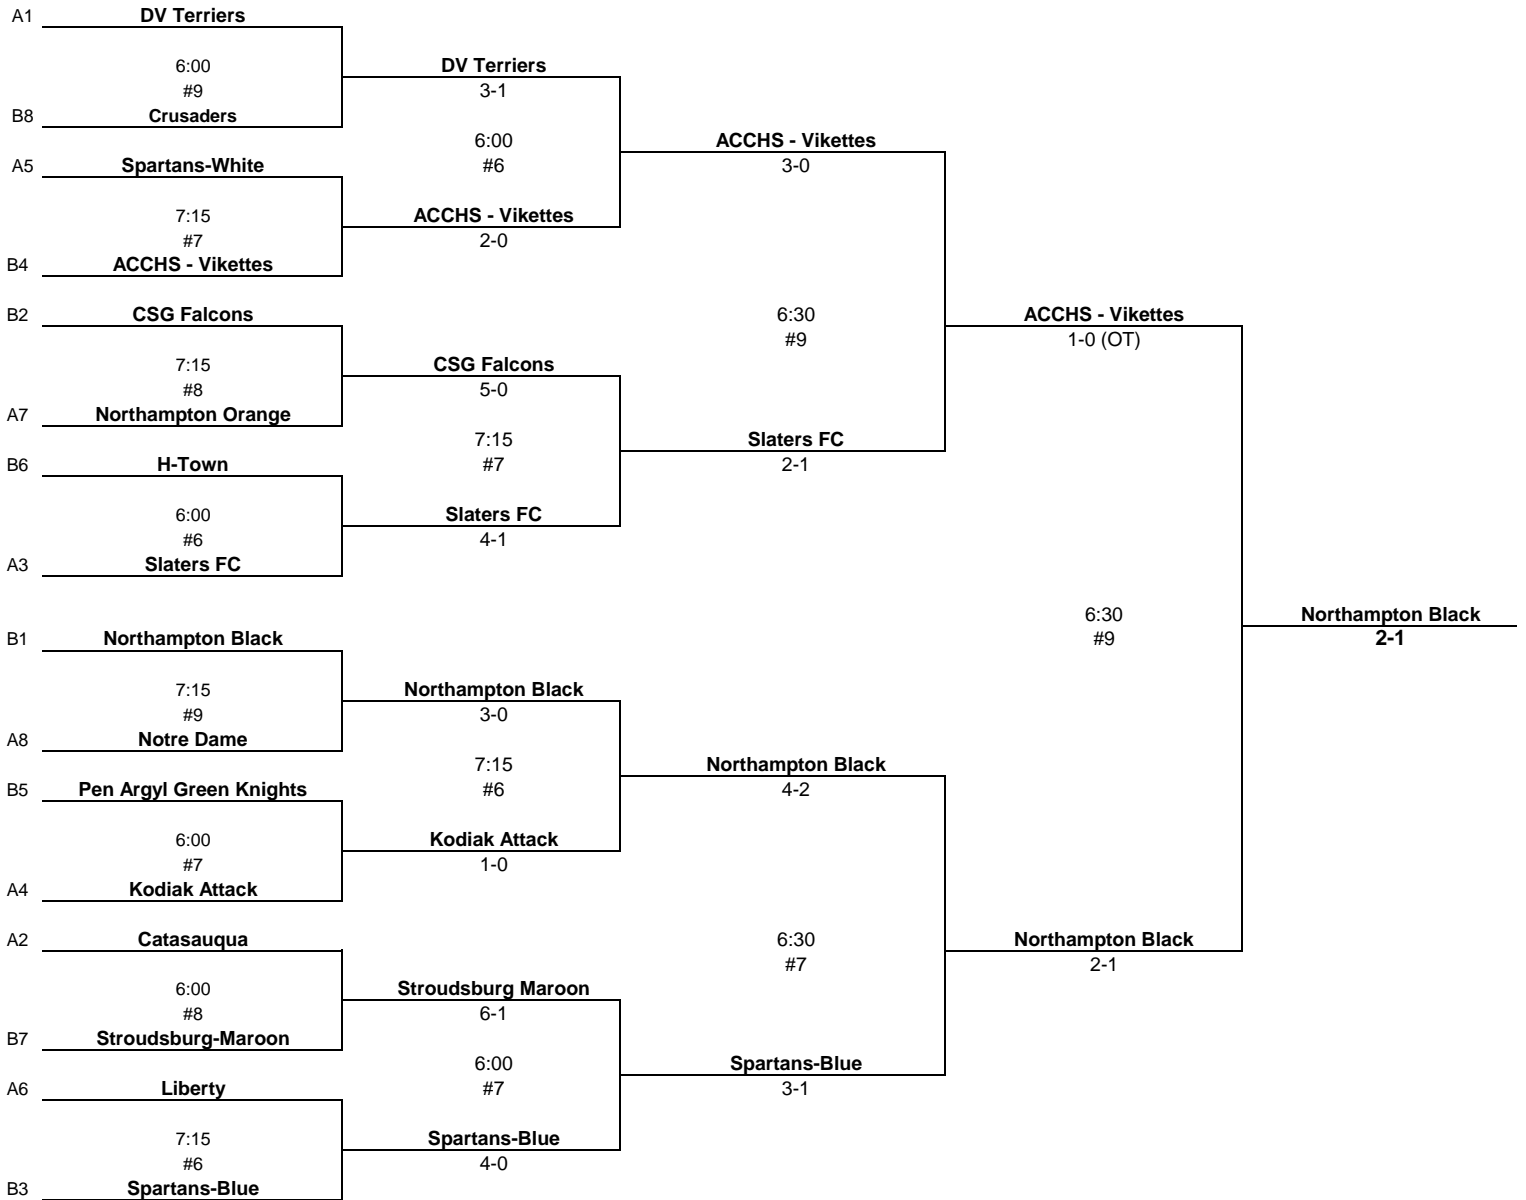 A1 DV Terriers
6:00
#9
B8 Crusaders
A5 Spartans-White
7:15
#7
B4 ACCHS - Vikettes
B2 CSG Falcons
7:15
#8
A7 Northampton Orange
B6 H-Town
6:00
#6
A3 Slaters FC
B1 Northampton Black
7:15
#9
A8 Notre Dame
B5 Pen Argyl Green Knights
6:00
#7
A4 Kodiak Attack
A2 Catasauqua
6:00
#8
B7 Stroudsburg-Maroon
A6 Liberty
7:15
#6
B3 Spartans-Blue
DV Terriers
3-1
6:00
#6
ACCHS - Vikettes
2-0
CSG Falcons
5-0
7:15
#7
Slaters FC
4-1
Northampton Black
3-0
7:15
#6
Kodiak Attack
1-0
Stroudsburg Maroon
6-1
6:00
#7
Spartans-Blue
4-0
ACCHS - Vikettes
3-0
6:30
#9
Slaters FC
2-1
Northampton Black
4-2
6:30
#7
Spartans-Blue
3-1
ACCHS - Vikettes
1-0 (OT)
6:30
#9
Northampton Black
2-1
Northampton Black
2-1